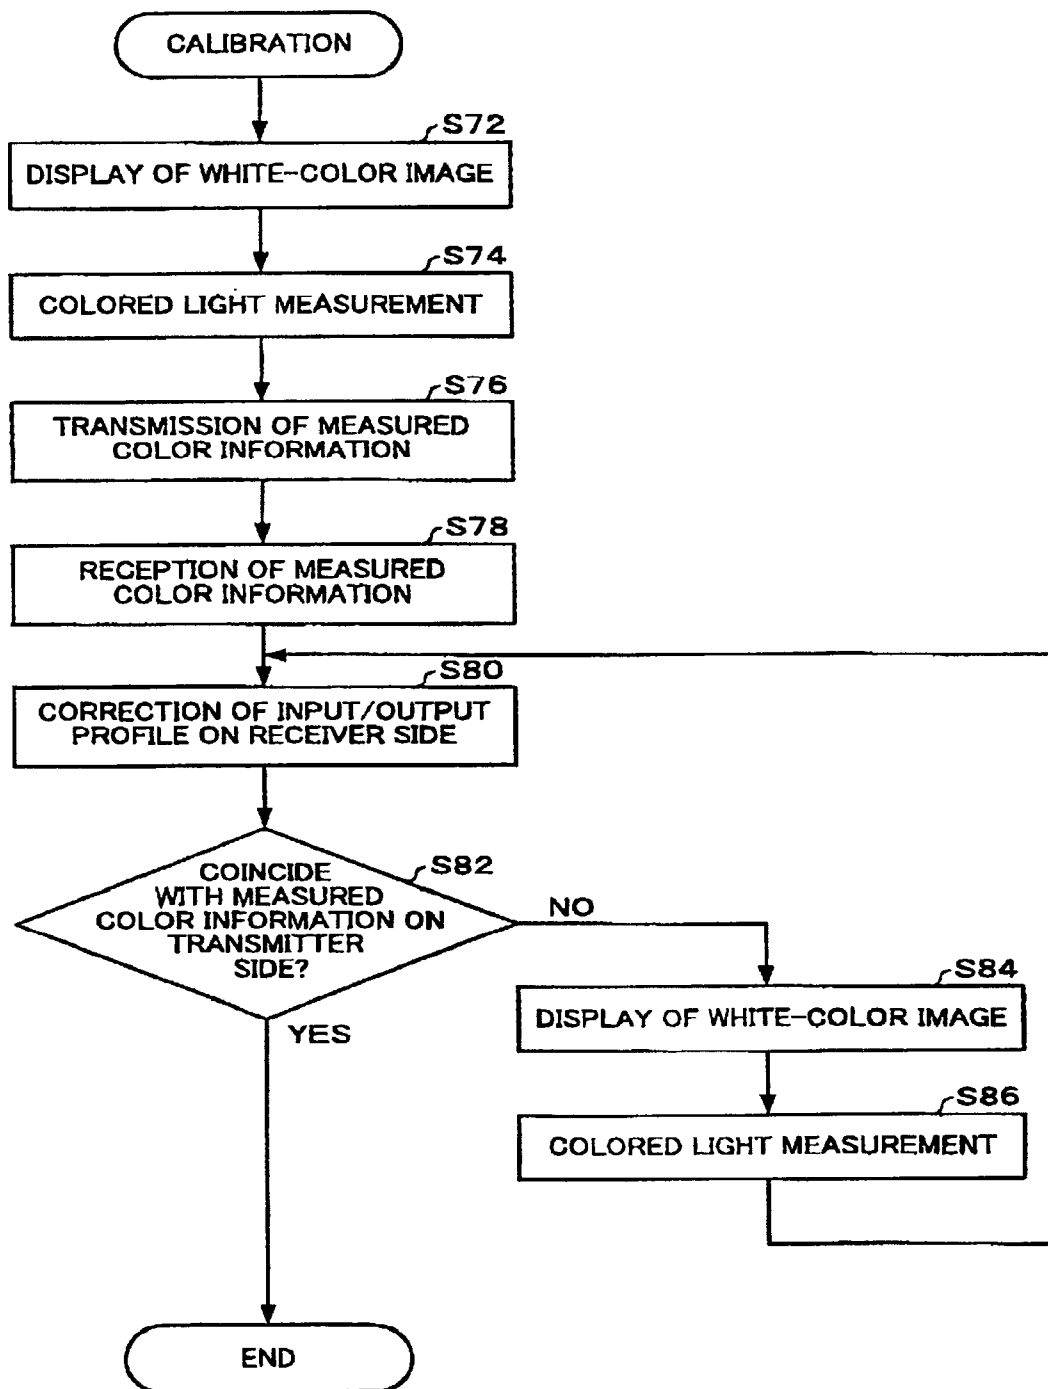 CALIBRATION
S72
DISPLAY OF WHITE-COLOR IMAGE
S74
COLORED LIGHT MEASUREMENT
S76
TRANSMISSION OF MEASURED
COLOR INFORMATION
S78
RECEPTION OF MEASURED
COLOR INFORMATION
S80
CORRECTION OF INPUT/OUTPUT
PROFILE ON RECEIVER SIDE
S82
COINCIDE
WITH MEASURED
COLOR INFORMATION ON
TRANSMITTER
SIDE?
NO
YES
S84
DISPLAY OF WHITE-COLOR IMAGE
S86
COLORED LIGHT MEASUREMENT
END